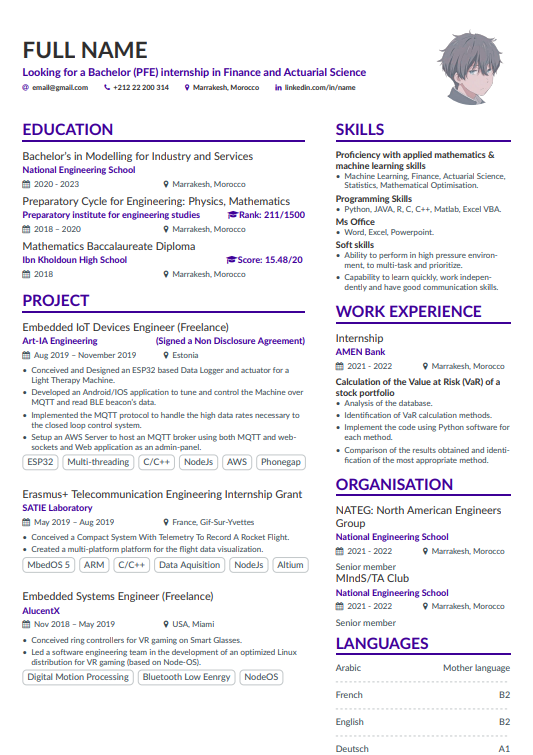 FULL NAME
Looking for a Bachelor (PFE) internship in Finance and Actuarial Science
email@gmail.com +212 22 200 314 Marrakesh, Morocco linkedin.com/in/name
EDUCATION
Bachelor's in Modelling for Industry and Services
National Engineering School
2020 - 2023 Marrakesh, Morocco
Preparatory Cycle for Engineering: Physics, Mathematics
Preparatory institute for engineering studies Rank: 211/1500
2018 – 2020 Marrakesh, Morocco
Mathematics Baccalaureate Diploma
Ibn Kholdoun High School Score: 15.48/20
2018 Marrakesh, Morocco
PROJECT
Embedded IoT Devices Engineer (Freelance)
Art-IA Engineering (Signed a Non Disclosure Agreement)
Aug 2019 – November 2019 Estonia
• Conceived and Designed an ESP32 based Data Logger and actuator for a
Light Therapy Machine.
• Developed an Android/IOS application to tune and control the Machine over
MQTT and read BLE beacon's data.
• Implemented the MQTT protocol to handle the high data rates necessary to
the closed loop control system.
• Setup an AWS Server to host an MQTT broker using both MQTT and web-
sockets and Web application as an admin-panel.
ESP32 Multi-threading C/C++ NodeJs AWS Phonegap
Erasmus+ Telecommunication Engineering Internship Grant
SATIE Laboratory
May 2019 – Aug 2019 France, Gif-Sur-Yvettes
• Conceived a Compact System With Telemetry To Record A Rocket Flight.
• Created a multi-platform platform for the flight data visualization.
MbedOS 5 ARM C/C++ Data Aquisition NodeJs Altium
Embedded Systems Engineer (Freelance)
AlucentX
Nov 2018 – May 2019 USA, Miami
• Conceived ring controllers for VR gaming on Smart Glasses.
• Led a software engineering team in the development of an optimized Linux
distribution for VR gaming (based on Node-OS).
Digital Motion Processing Bluetooth Low Eenrgy NodeOS
SKILLS
Proficiency with applied mathematics &
machine learning skills
• Machine Learning, Finance, Actuarial Science,
Statistics, Mathematical Optimisation.
Programming Skills
• Python, JAVA, R, C, C++, Matlab, Excel VBA.
Ms Office
• Word, Excel, Powerpoint.
Soft skills
• Ability to perform in high pressure environ-
ment, to multi-task and prioritize.
• Capability to learn quickly, work indepen-
dently and have good communication skills.
WORK EXPERIENCE
Internship
AMEN Bank
2021 - 2022 Marrakesh, Morocco
Calculation of the Value at Risk (VaR) of a
stock portfolio
• Analysis of the database.
• Identification of VaR calculation methods.
• Implement the code using Python software for
each method.
• Comparison of the results obtained and identi-
fication of the most appropriate method.
ORGANISATION
NATEG: North American Engineers
Group
National Engineering School
2021 - 2022 Marrakesh, Morocco
Senior member
MIndS/TA Club
National Engineering School
2021 - 2022 Marrakesh, Morocco
Senior member
LANGUAGES
Arabic Mother language
French B2
English B2
Deutsch A1